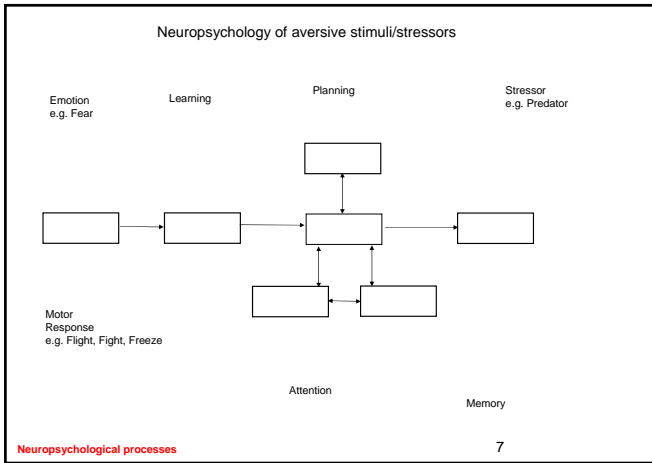 Neuropsychology of aversive stimuli/stressors
Emotion
e.g. Fear
Learning
Planning
Stressor
e.g. Predator
Motor
Response
e.g. Flight, Fight, Freeze
Attention
Memory
Neuropsychological processes
7